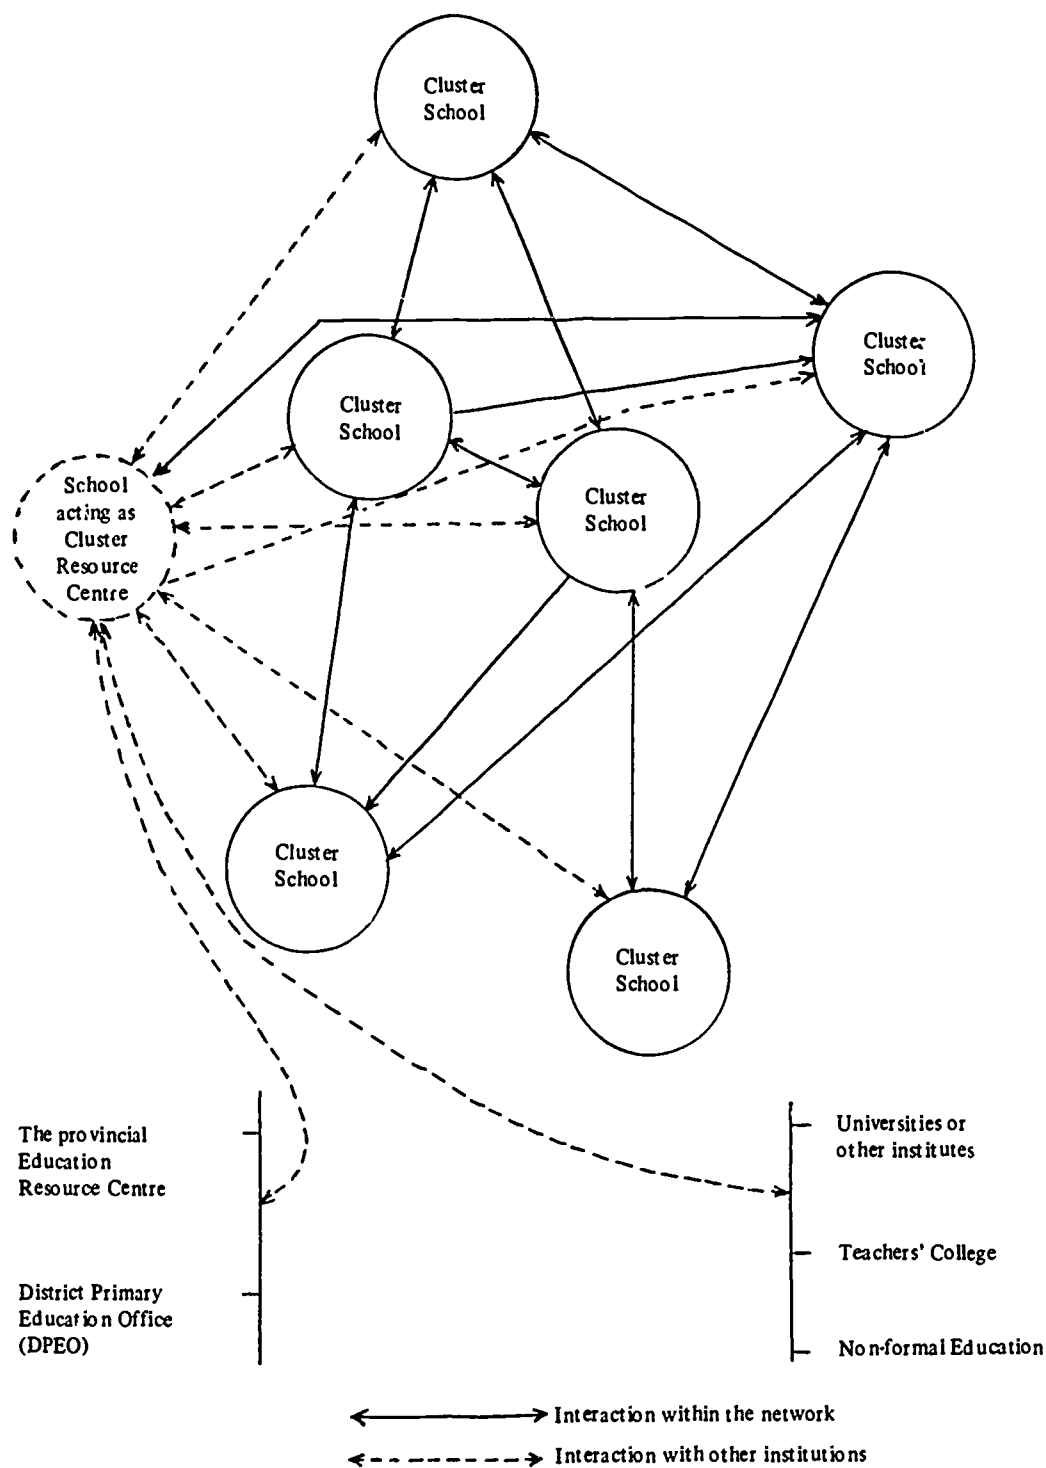 Cluster
School
Cluster
School
Cluster
School
School
acting as
Cluster
Resource
Centre
Cluster
School
Cluster
School
Cluster
School
The provincial
Education
Resource Centre
District Primary
Education Office
(DPEO)
Universities or
other institutes
Teachers' College
Non-formal Education
Interaction within the network
Interaction with other institutions